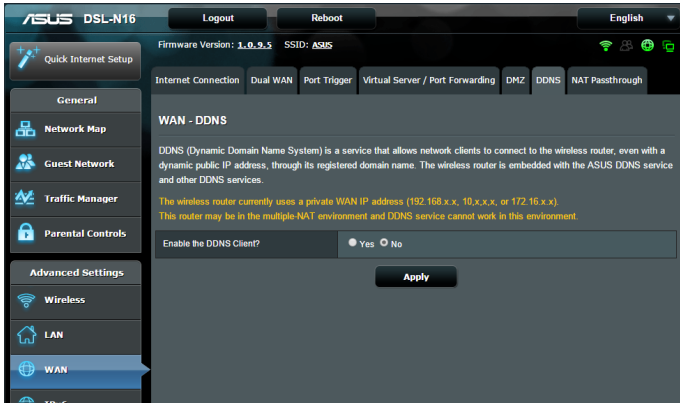 ASUS DSL-N16
Logout
Reboot
English
Quick Internet Setup
Firmware Version: 1.0.9.5 SSID: ASUS
Internet Connection
Dual WAN
Port Trigger
Virtual Server / Port Forwarding
DMZ
DDNS
NAT Passthrough
General
Network Map
Guest Network
Traffic Manager
Parental Controls
Advanced Settings
Wireless
LAN
WAN
WAN - DDNS
DDNS (Dynamic Domain Name System) is a service that allows network clients to connect to the wireless router, even with a
dynamic public IP address, through its registered domain name. The wireless router is embedded with the ASUS DDNS service
and other DDNS services.
The wireless router currently uses a private WAN IP address (192.168.x.x, 10,x,x,x, or 172.16.x.x).
This router may be in the multiple-NAT environment and DDNS service cannot work in this environment.
Enable the DDNS Client?
Yes No
Apply